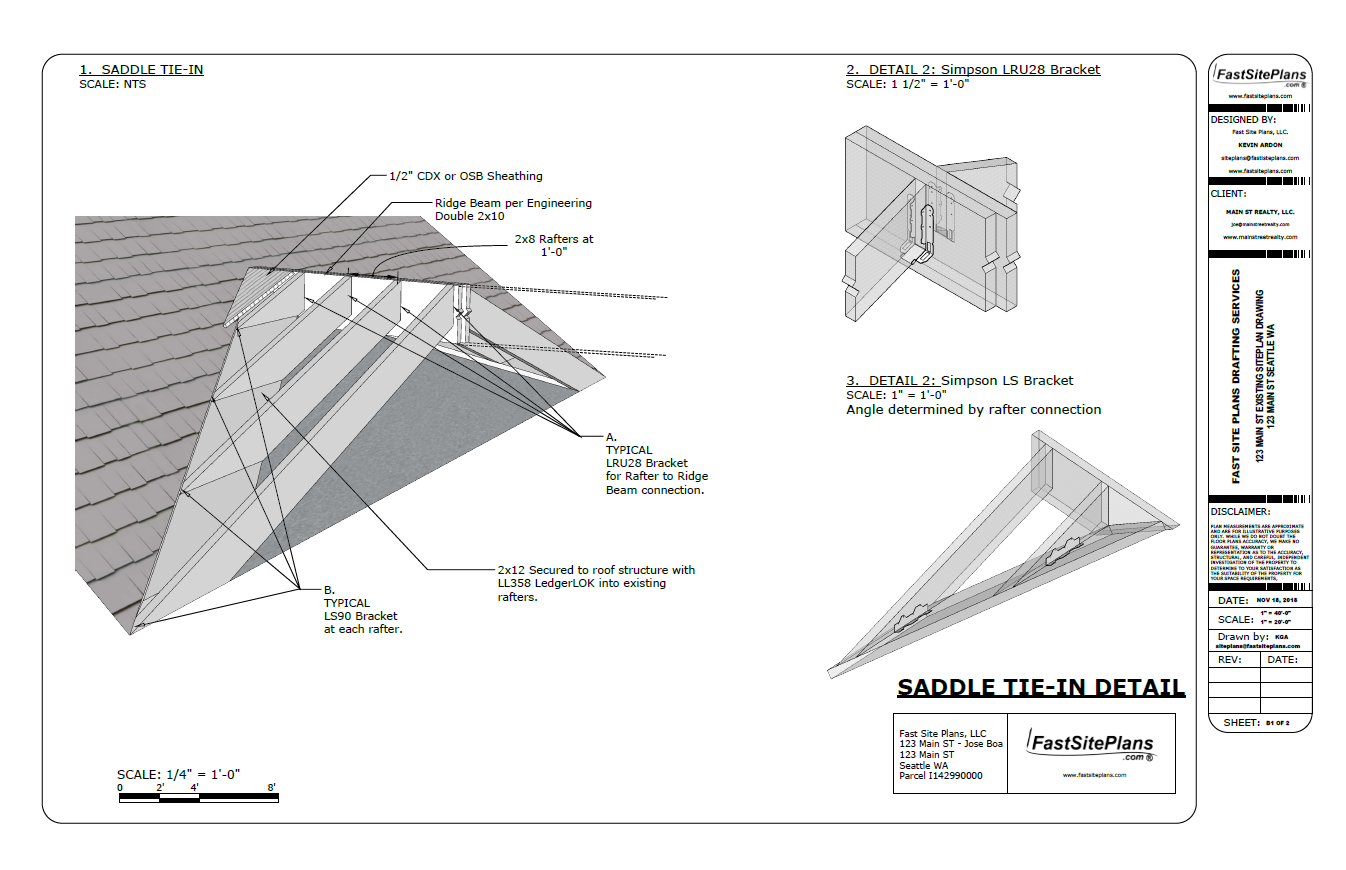 1. SADDLE TIE-IN
SCALE: NTS
1/2" CDX or OSB Sheathing
Ridge Beam per Engineering
Double 2x10
2x8 Rafters at
1'-0"
A.
TYPICAL
LRU28 Bracket
for Rafter to Ridge
Beam connection.
2x12 Secured to roof structure with
LL358 LedgerLOK into existing
rafters.
B.
TYPICAL
LS90 Bracket
at each rafter.
SCALE: 1/4" = 1'-0"
0 2' 4' 8'
2. DETAIL 2: Simpson LRU28 Bracket
SCALE: 1 1/2" = 1'-0"
3. DETAIL 2: Simpson LS Bracket
SCALE: 1" = 1'-0"
Angle determined by rafter connection
SADDLE TIE-IN DETAIL
Fast Site Plans, LLC
123 Main ST - Jose Boa
123 Main ST
Seattle WA
Parcel I142990000
FastSitePlans
.com ®
www.fastsiteplans.com
FastSitePlans
.com ®
www.fastsiteplans.com
DESIGNED BY:
Fast Site Plans, LLC.
KEVIN ARDON
siteplans@fastsiteplans.com
www.fastsiteplans.com
CLIENT:
MAIN ST REALTY, LLC.
joe@mainstreetrealty.com
www.mainstreetrealty.com
FAST SITE PLANS DRAFTING SERVICES
123 MAIN ST EXISTING SITEPLAN DRAWING
123 MAIN ST SEATTLE WA
DISCLAIMER:
PLAN MEASUREMENTS ARE APPROXIMATE
AND ARE FOR ILLUSTRATIVE PURPOSES
ONLY. WHILE WE DO NOT DOUBT THE
FLOOR PLANS ACCURACY, WE MAKE NO
GUARANTEE, WARRANTY OR
REPRESENTATION AS TO THE ACCURACY,
STRUCTURAL, AND CAREFUL, INDEPENDENT
INVESTIGATION OF THE PROPERTY TO
DETERMINE TO YOUR SATISFACTION AS
THE SUITABILITY OF THE PROPERTY FOR
YOUR SPACE REQUIREMENTS,
DATE: NOV 18, 2018
SCALE: 1" = 40'-0"
1" = 20'-0"
Drawn by: KGA
siteplans@fastsiteplans.com
REV: DATE:
SHEET: B1 OF 2